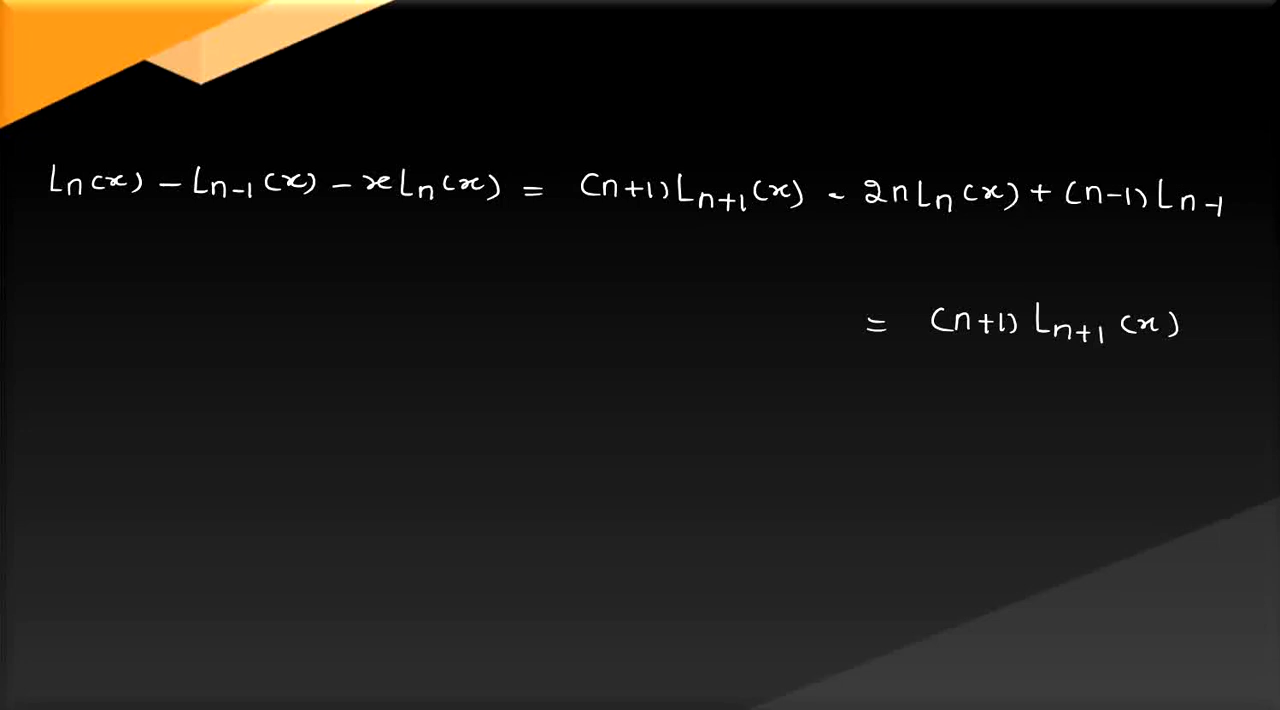 Ln(x) - Ln-1(x) - xLn(x) = (n+1)Ln+1(x) - 2nLn(x) + (n-1)Ln-1
= (n+1) Ln+1(x)